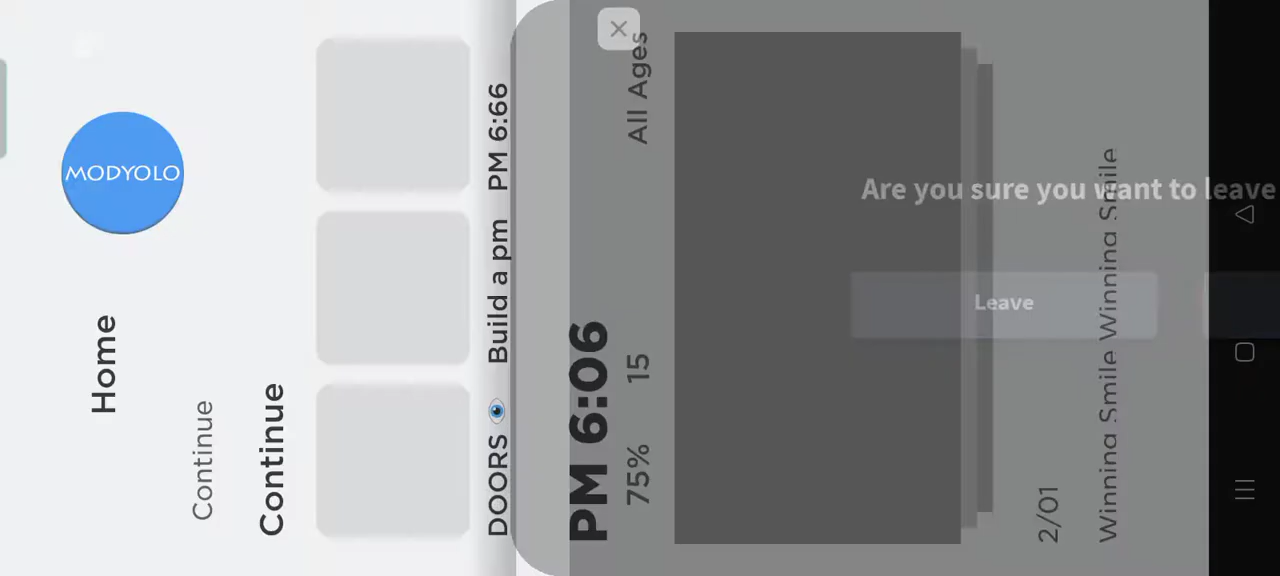 MODYOLO
Home
Continue
Continue
DOORS 👁 Build a pm PM 6:66
PM 6:06
75% 15 All Ages
2/01
Winning Smile Winning Smile
Are you sure you want to leave
Leave